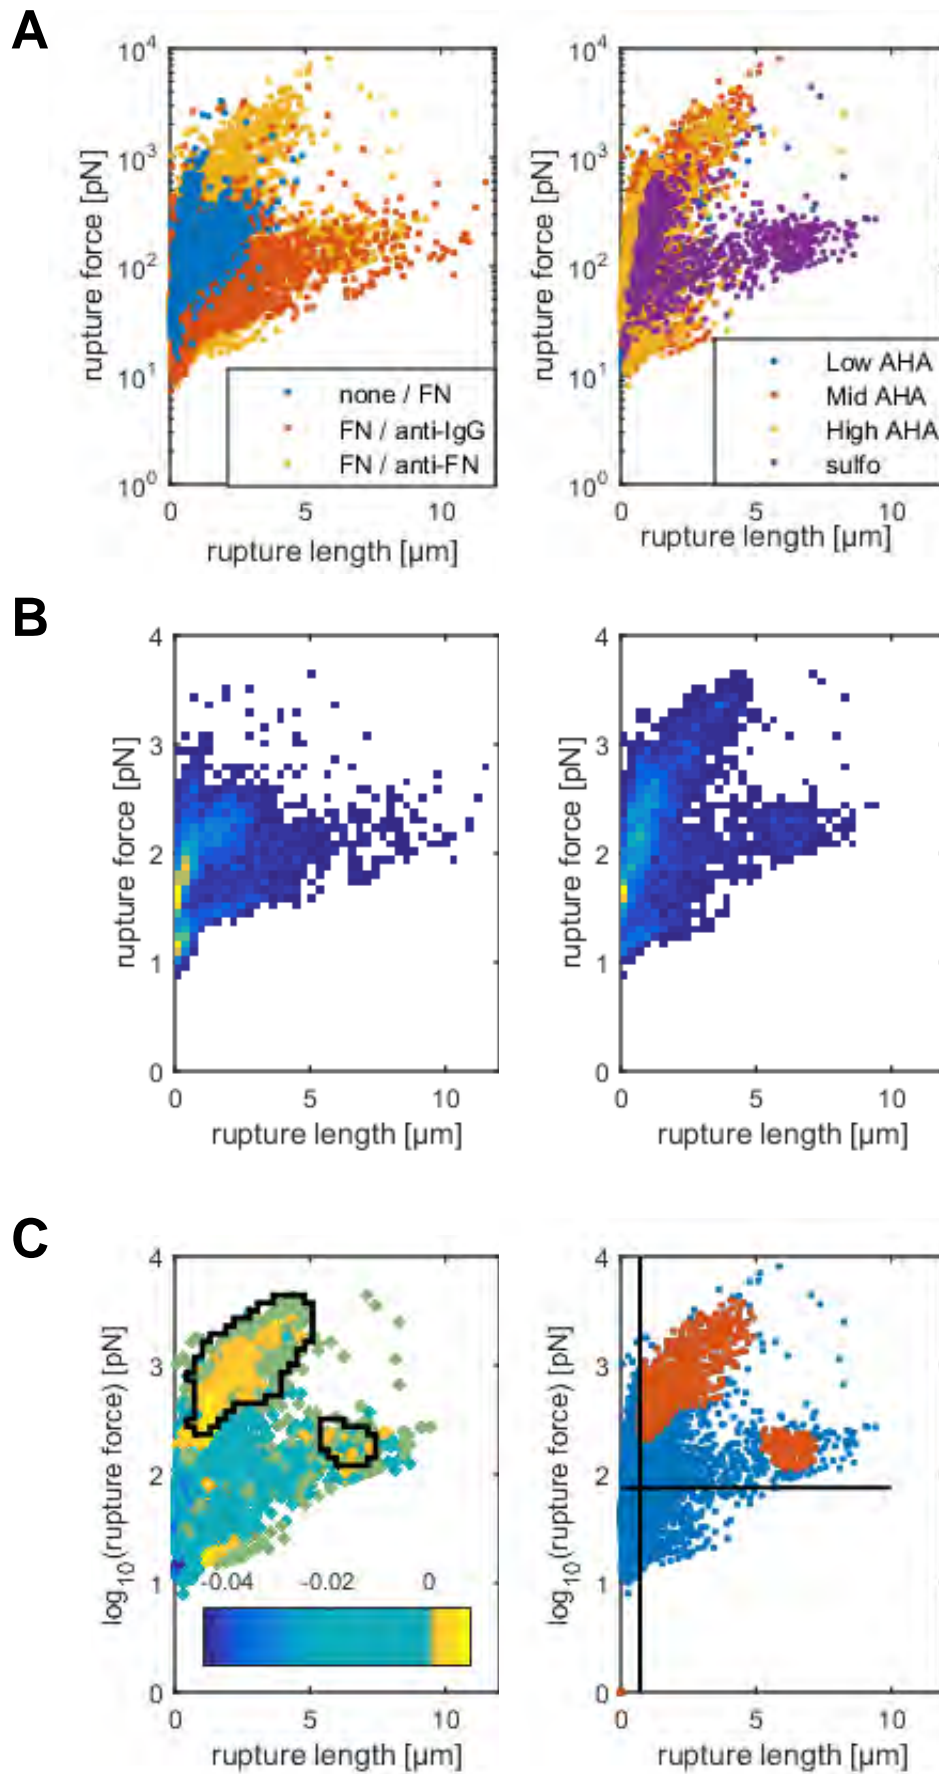 A
10^4
10^3
10^2
10^1
10^0
rupture force [pN]
none / FN
FN / anti-IgG
FN / anti-FN
0 5 10
rupture length [µm]
10^4
10^3
10^2
10^1
10^0
rupture force [pN]
Low AHA
Mid AHA
High AHA
sulfo
0 5 10
rupture length [µm]
B
4
3
2
1
0
rupture force [pN]
0 5 10
rupture length [µm]
4
3
2
1
0
rupture force [pN]
0 5 10
rupture length [µm]
C
4
3
2
1
0
log10(rupture force) [pN]
-0.04 -0.02 0
0 5 10
rupture length [µm]
4
3
2
1
0
log10(rupture force) [pN]
0 5 10
rupture length [µm]